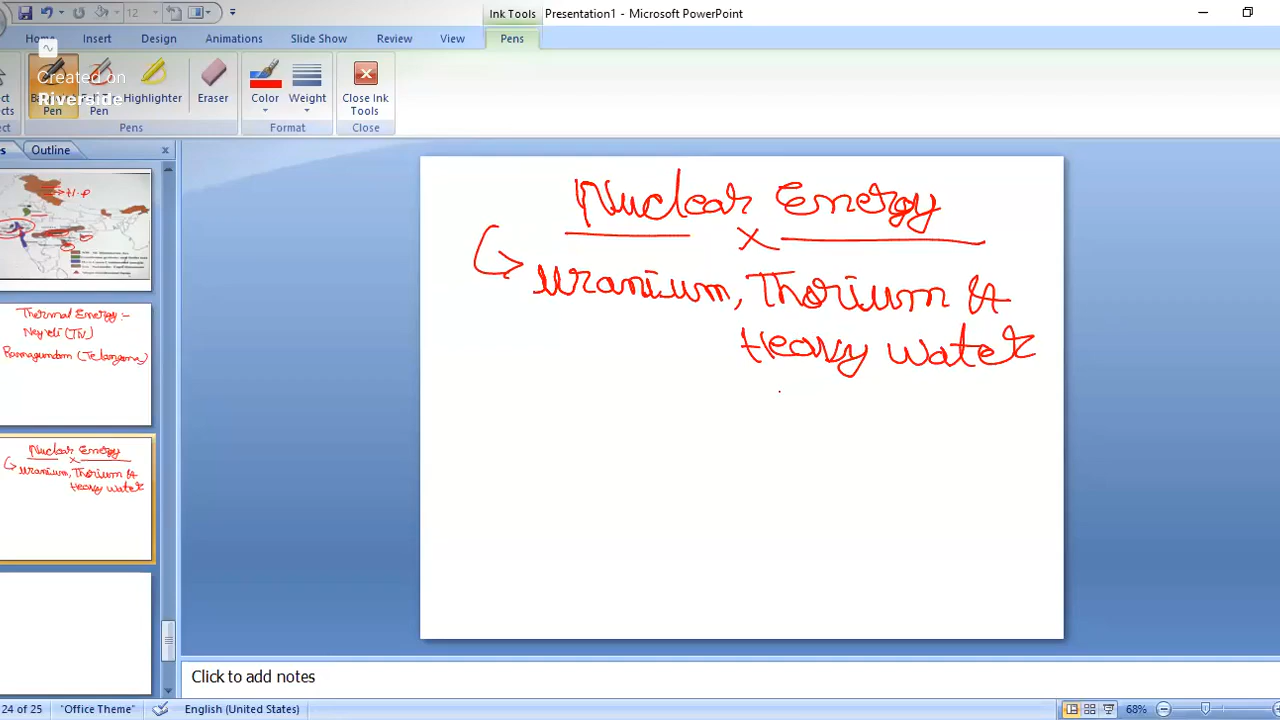 12
Ink Tools
Presentation1 - Microsoft PowerPoint
Home Insert Design Animations Slide Show Review View Pens
Created on
Riverside
Pen
Pen
Highlighter
Eraser
Color
Weight
Close Ink
Tools
Pens
Format
Close
Outline
Thermal Energy :-
Neyveli (TN)
Ramagundam (Telangana)
Nuclear Energy
Uranium, Thorium &
Heavy Water
Nuclear Energy
Uranium, Thorium &
Heavy Water
Click to add notes
24 of 25
"Office Theme"
English (United States)
68%